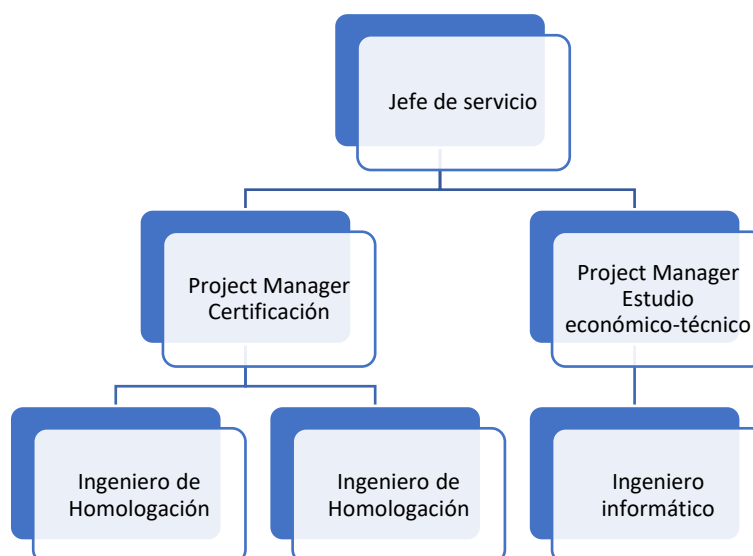 Jefe de servicio
Project Manager
Certificación
Project Manager
Estudio
económico-técnico
Ingeniero de
Homologación
Ingeniero de
Homologación
Ingeniero
informático